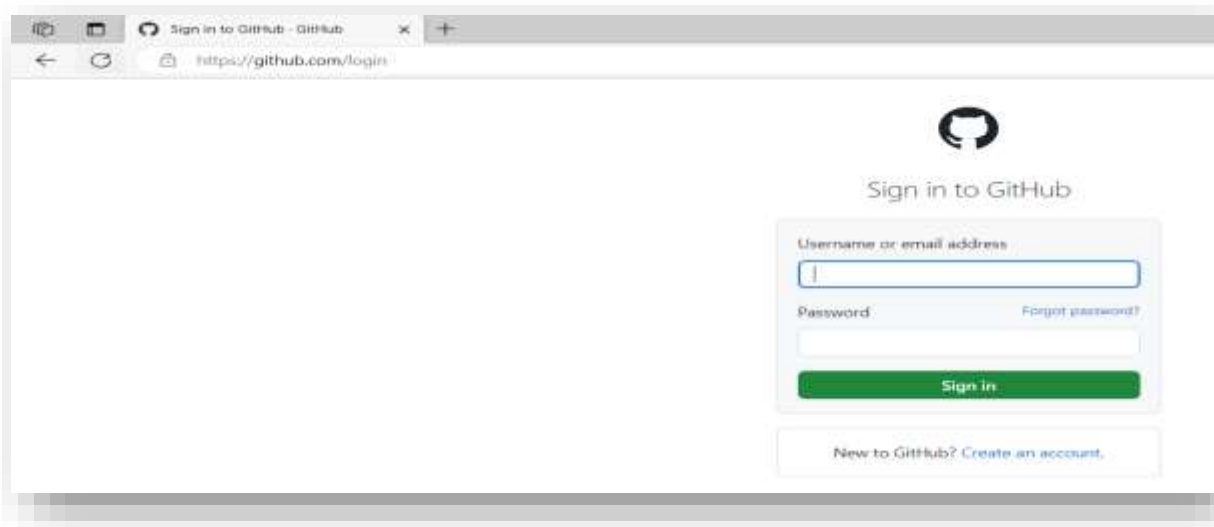 Sign in to GitHub · GitHub
https://github.com/login
Sign in to GitHub
Username or email address
Password Forgot password?
Sign in
New to GitHub? Create an account.